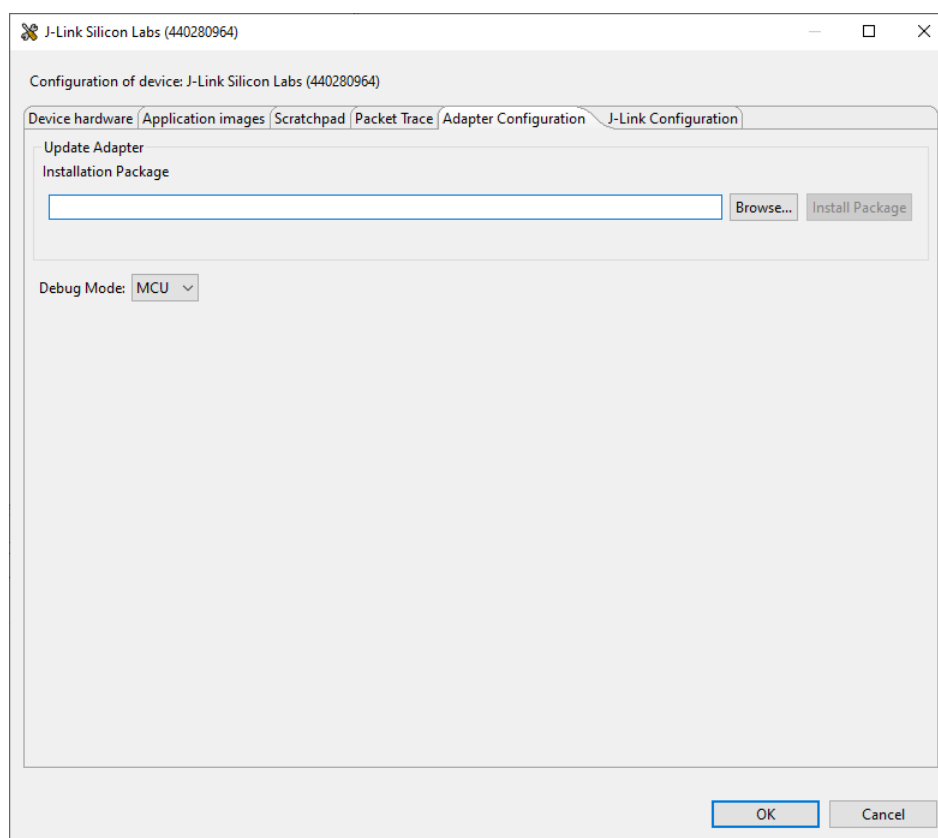 J-Link Silicon Labs (440280964)
Configuration of device: J-Link Silicon Labs (440280964)
Device hardware Application images Scratchpad Packet Trace Adapter Configuration J-Link Configuration
Update Adapter
Installation Package
Browse... Install Package
Debug Mode: MCU
OK Cancel